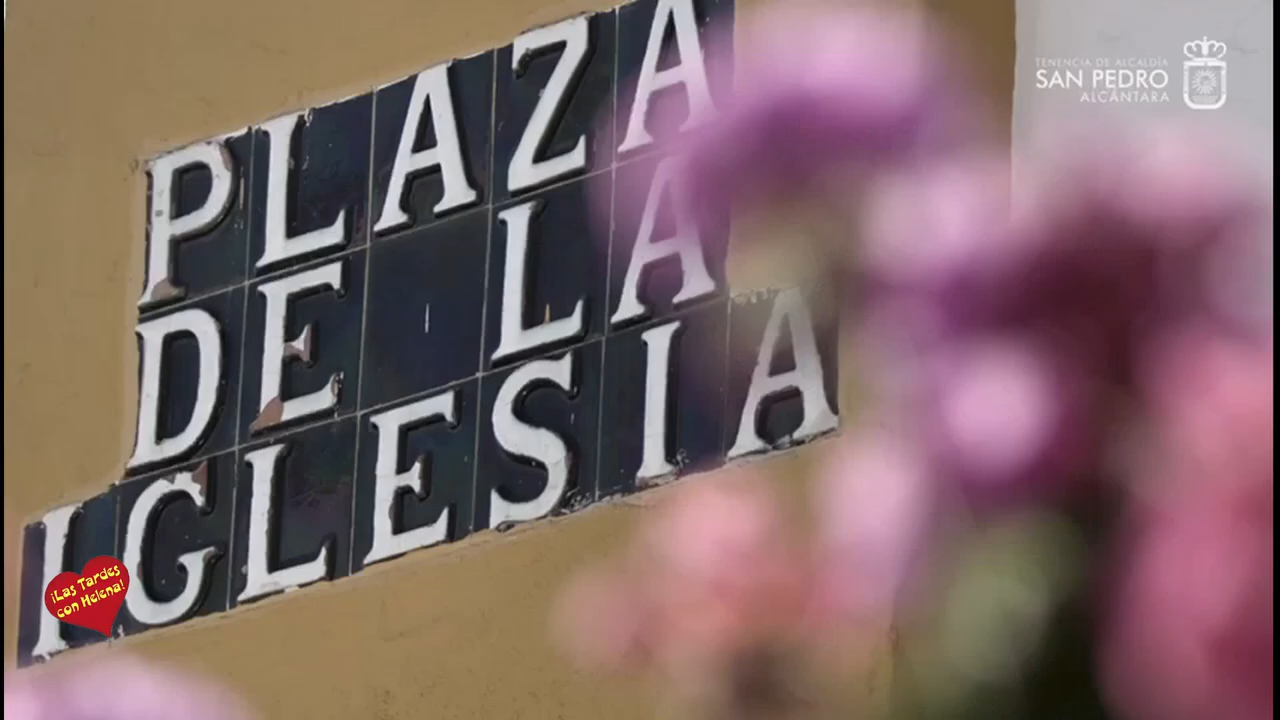 PLAZA
DE LA
IGLESIA
TENENCIA DE ALCALDÍA
SAN PEDRO
ALCÁNTARA
¡Las Tardes
con Helena!